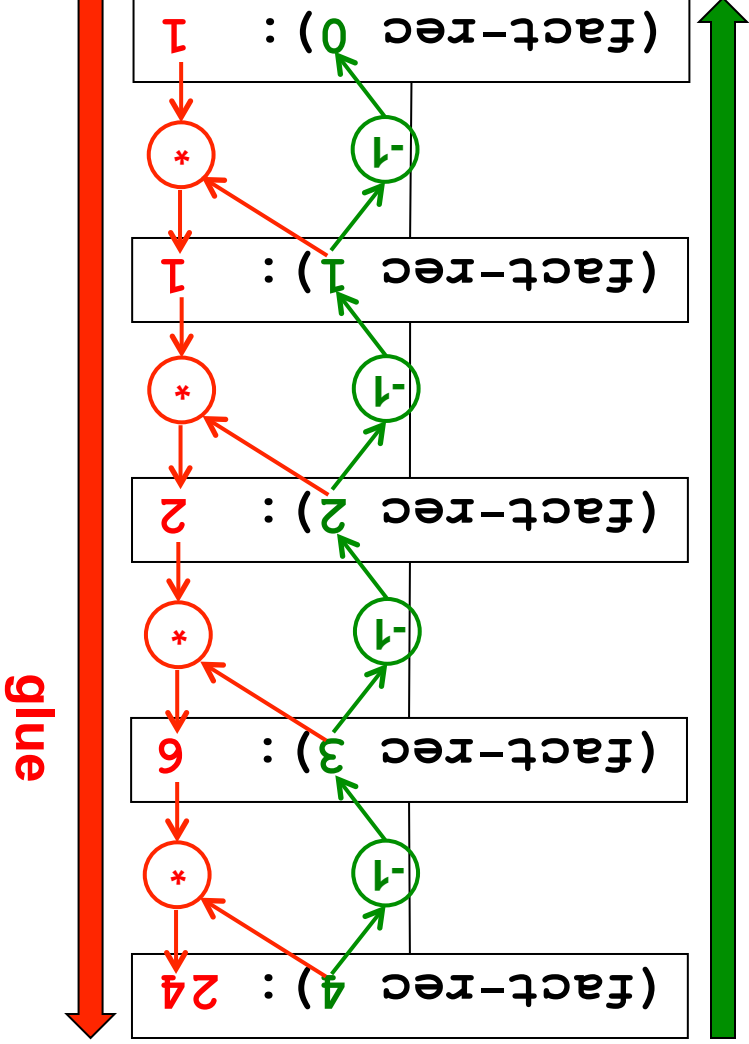 (fact-rec 4): 24
-1 *
(fact-rec 3): 6
glue
-1 *
(fact-rec 2): 2
-1 *
(fact-rec 1): 1
-1 *
(fact-rec 0): 1